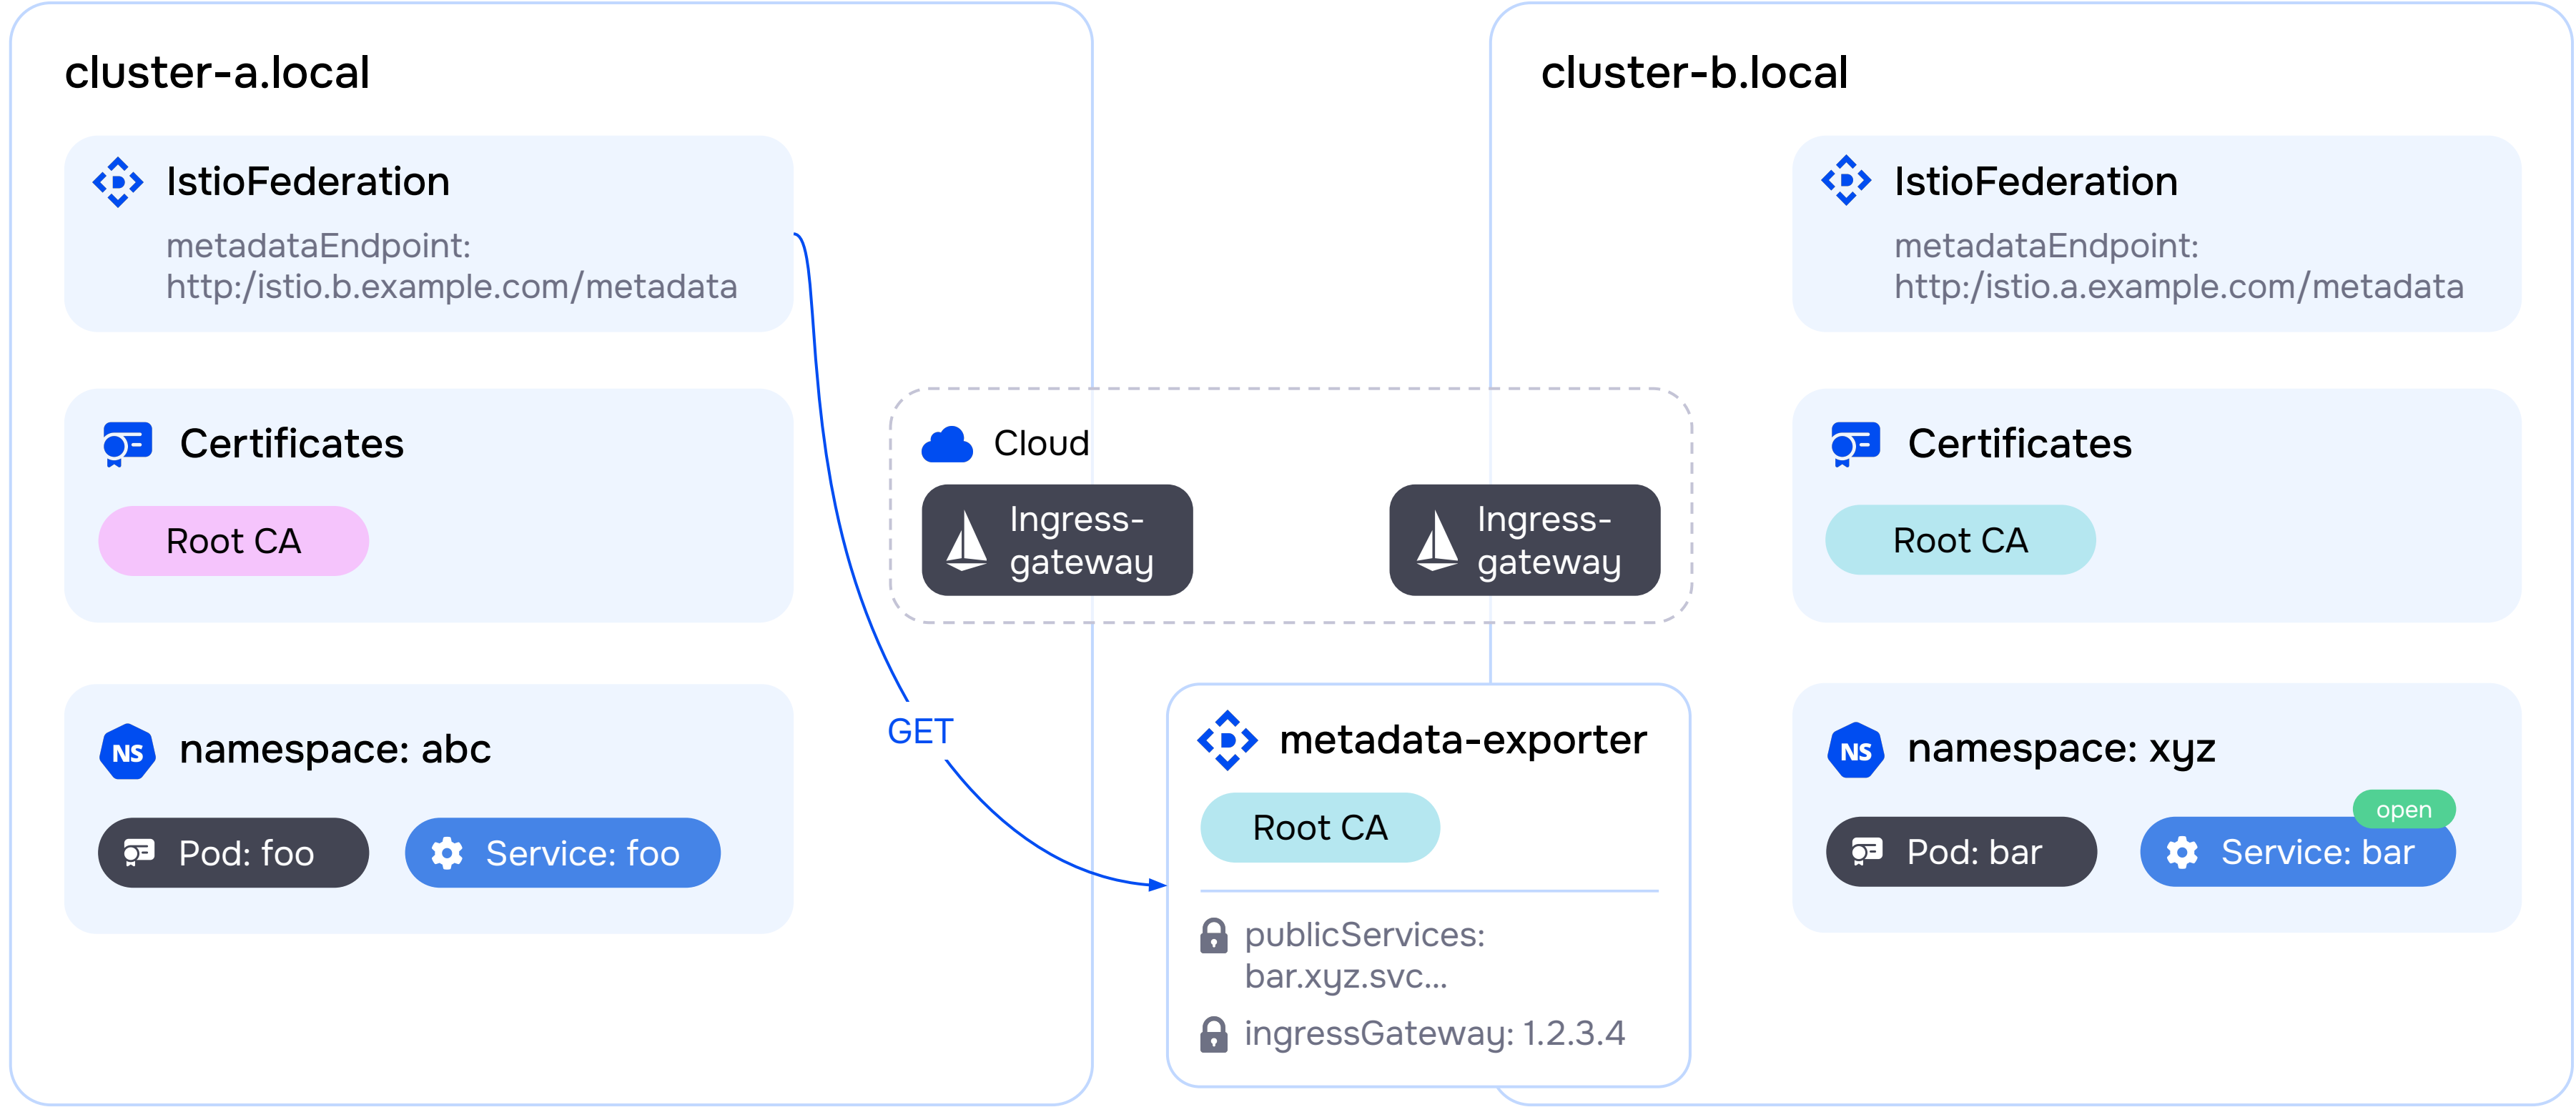 cluster-a.local
IstioFederation
metadataEndpoint:
http:/istio.b.example.com/metadata
Certificates
Root CA
NS
namespace: abc
Pod: foo
Service: foo
GET
Cloud
Ingress-
gateway
Ingress-
gateway
metadata-exporter
Root CA
publicServices:
bar.xyz.svc...
ingressGateway: 1.2.3.4
cluster-b.local
IstioFederation
metadataEndpoint:
http:/istio.a.example.com/metadata
Certificates
Root CA
NS
namespace: xyz
open
Pod: bar
Service: bar